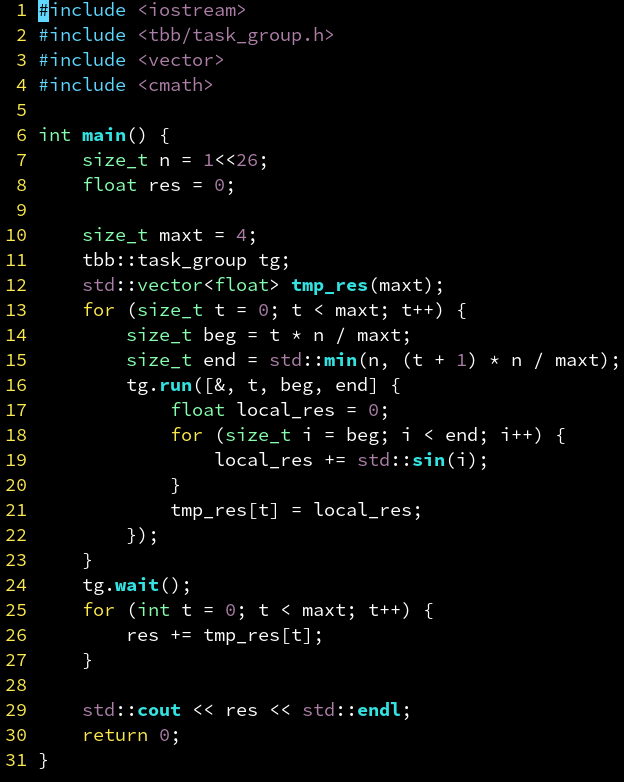 1 #include <iostream>
2 #include <tbb/task_group.h>
3 #include <vector>
4 #include <cmath>
5
6 int main() {
7     size_t n = 1<<26;
8     float res = 0;
9
10     size_t maxt = 4;
11     tbb::task_group tg;
12     std::vector<float> tmp_res(maxt);
13     for (size_t t = 0; t < maxt; t++) {
14         size_t beg = t * n / maxt;
15         size_t end = std::min(n, (t + 1) * n / maxt);
16         tg.run([&, t, beg, end] {
17             float local_res = 0;
18             for (size_t i = beg; i < end; i++) {
19                 local_res += std::sin(i);
20             }
21             tmp_res[t] = local_res;
22         });
23     }
24     tg.wait();
25     for (int t = 0; t < maxt; t++) {
26         res += tmp_res[t];
27     }
28
29     std::cout << res << std::endl;
30     return 0;
31 }